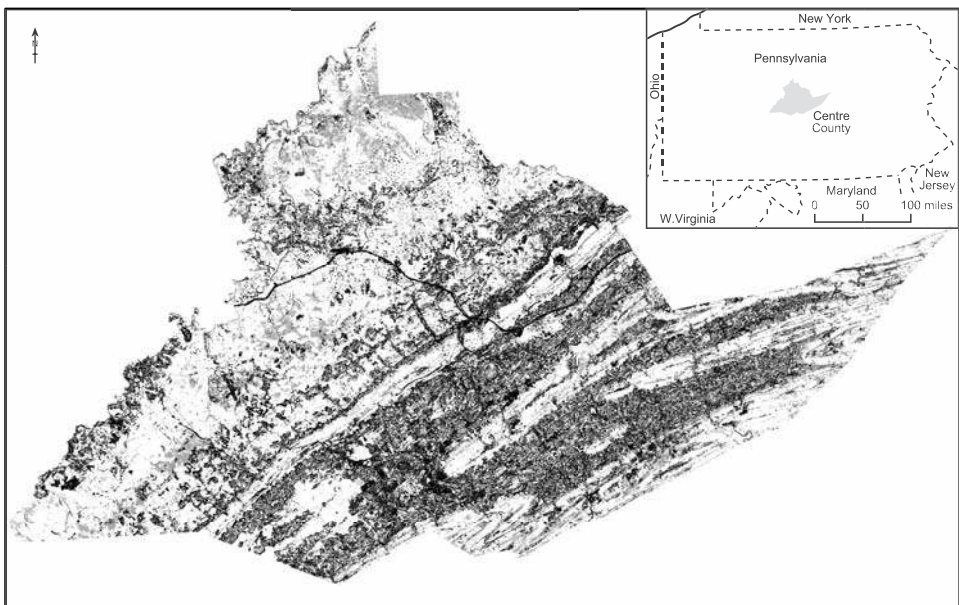 N
New York
Pennsylvania
Ohio
Centre
County
New
Jersey
Maryland
W.Virginia
0 50 100 miles